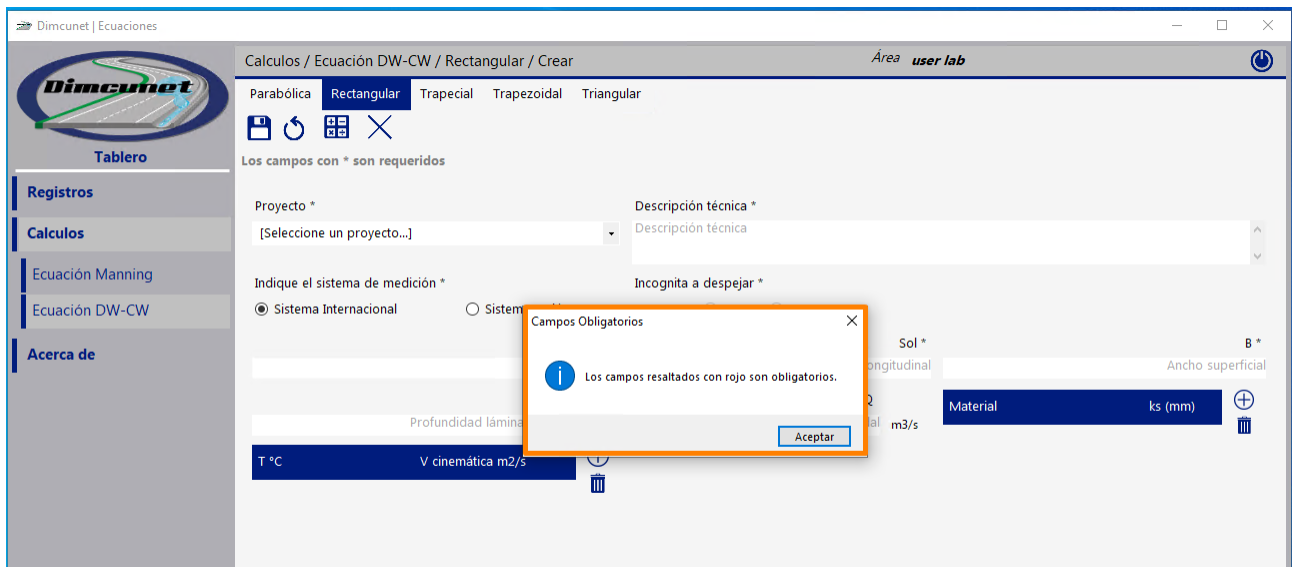 Dimcunet | Ecuaciones
Dimcunet
Tablero
Registros
Calculos
Ecuación Manning
Ecuación DW-CW
Acerca de
Calculos / Ecuación DW-CW / Rectangular / Crear
Área user lab
Parabólica Rectangular Trapecial Trapezoidal Triangular
Los campos con * son requeridos
Proyecto * Descripción técnica *
[Seleccione un proyecto...] Descripción técnica
Indique el sistema de medición * Incognita a despejar *
Sistema Internacional
Campos Obligatorios
Los campos resaltados con rojo son obligatorios.
Aceptar
Sol * B *
Ancho superficial
Material ks (mm)
Profundidad m3/s
T °C V cinemática m2/s